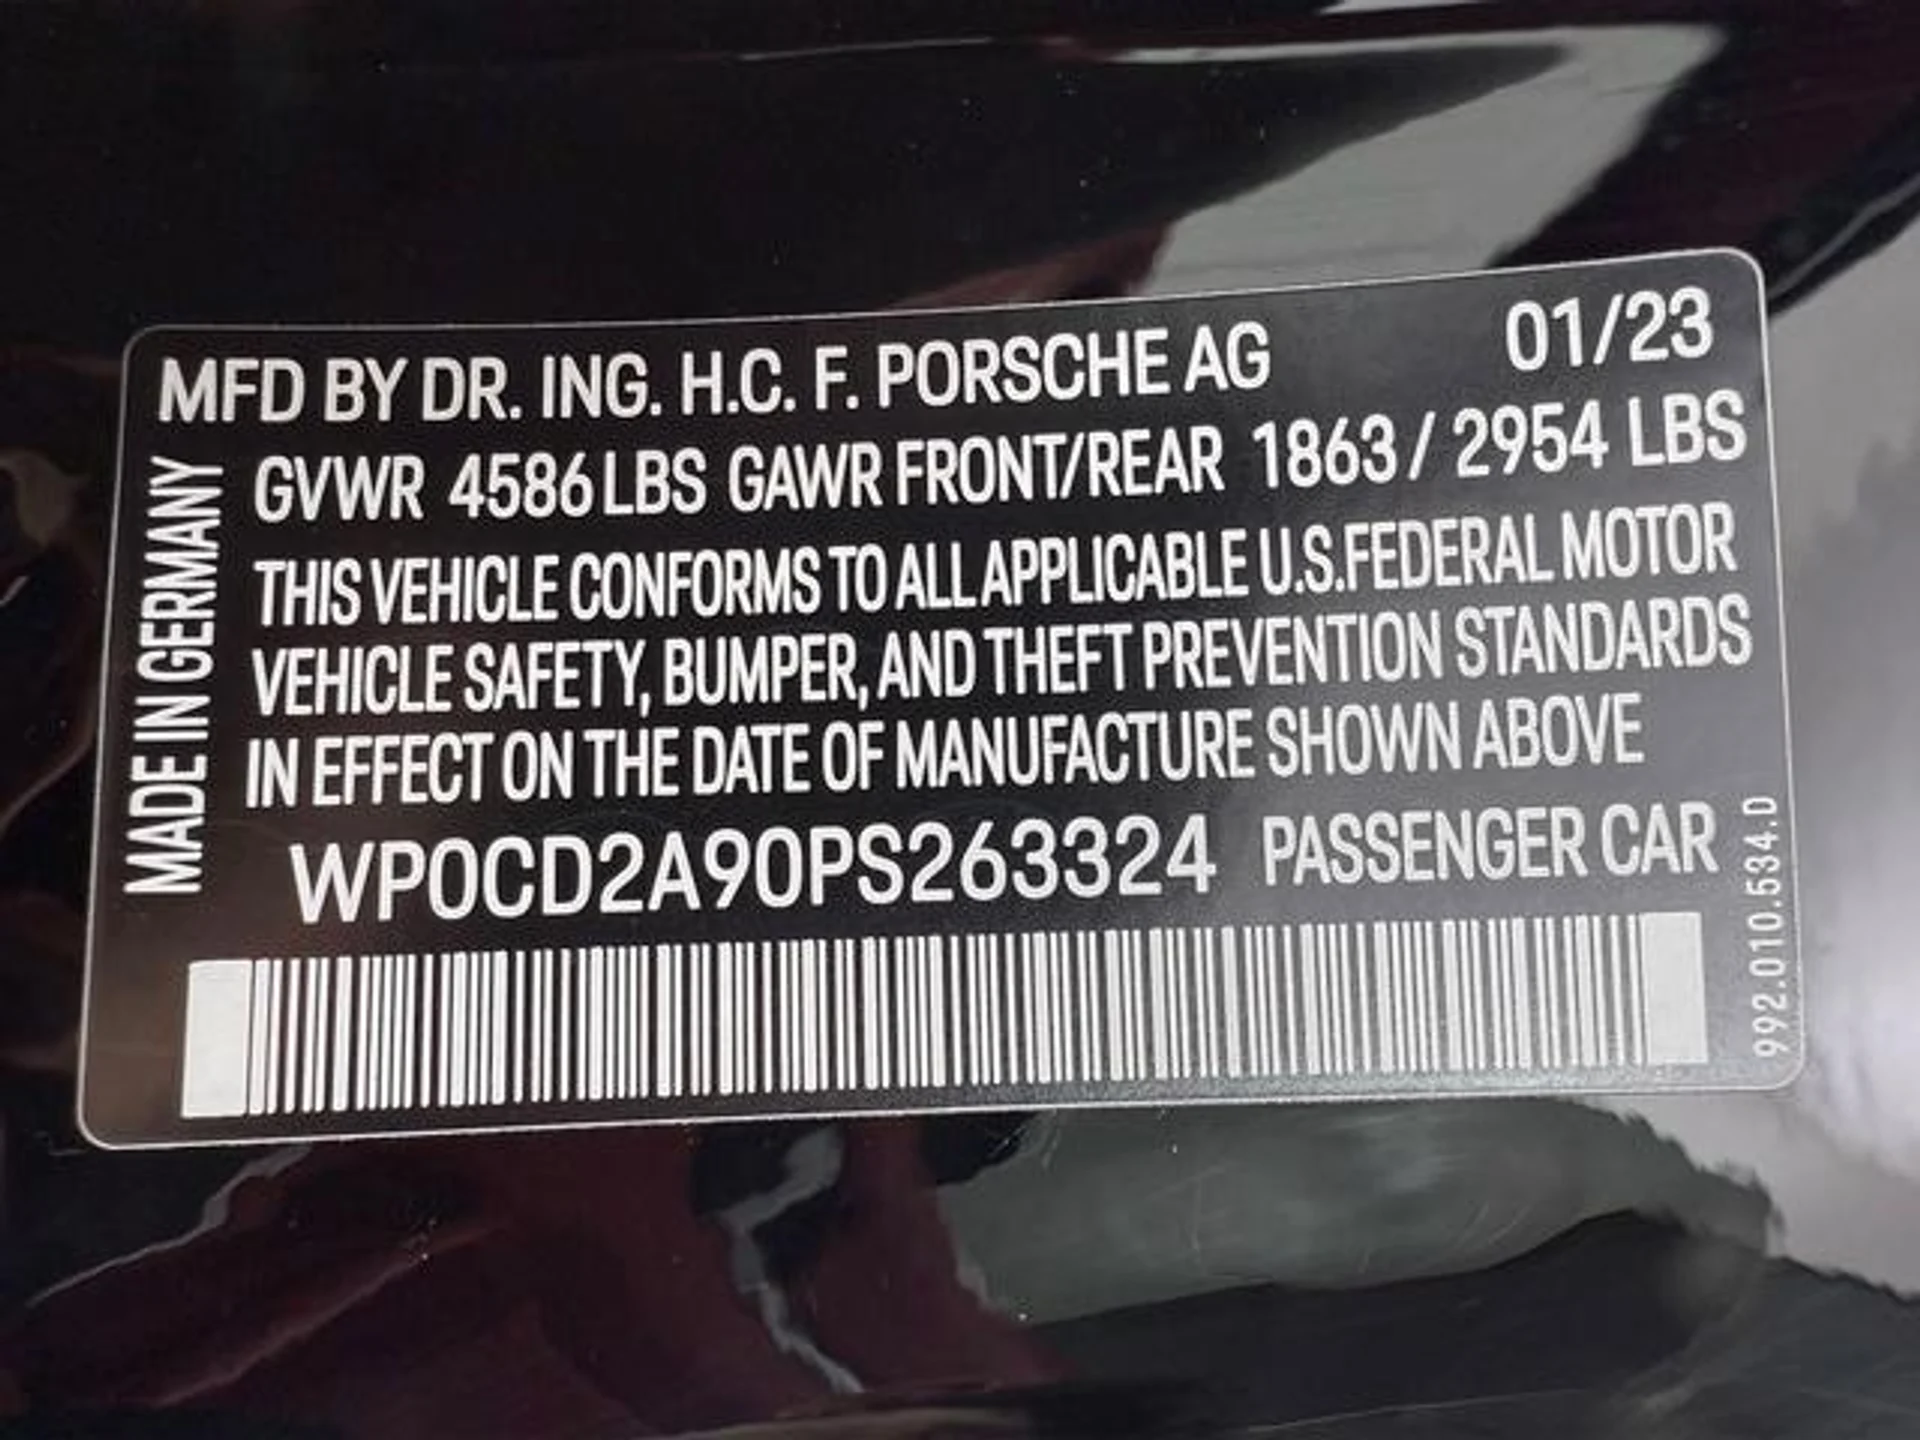 MFD BY DR. ING. H.C. F. PORSCHE AG 01/23
GVWR 4586 LBS GAWR FRONT/REAR 1863 / 2954 LBS
THIS VEHICLE CONFORMS TO ALL APPLICABLE U.S.FEDERAL MOTOR
VEHICLE SAFETY, BUMPER, AND THEFT PREVENTION STANDARDS
IN EFFECT ON THE DATE OF MANUFACTURE SHOWN ABOVE
WP0CD2A90PS263324 PASSENGER CAR
MADE IN GERMANY
992.010.534.D